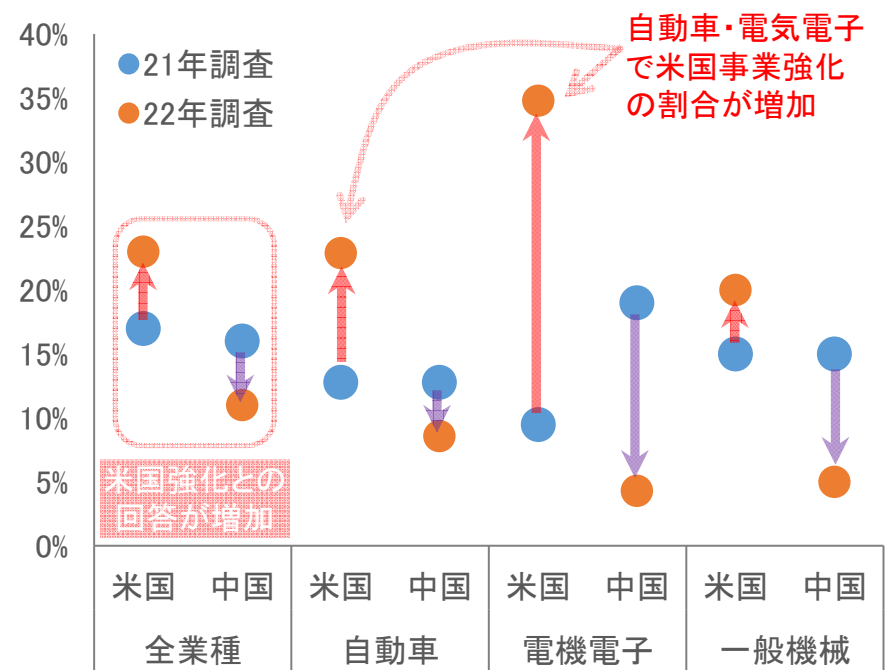 40%
35%
30%
25%
20%
15%
10%
5%
0%
21年調査
22年調査
自動車・電気電子
で米国事業強化
の割合が増加
米国強化との
回答が増加
米国 中国 米国 中国 米国 中国 米国 中国
全業種 自動車 電機電子 一般機械